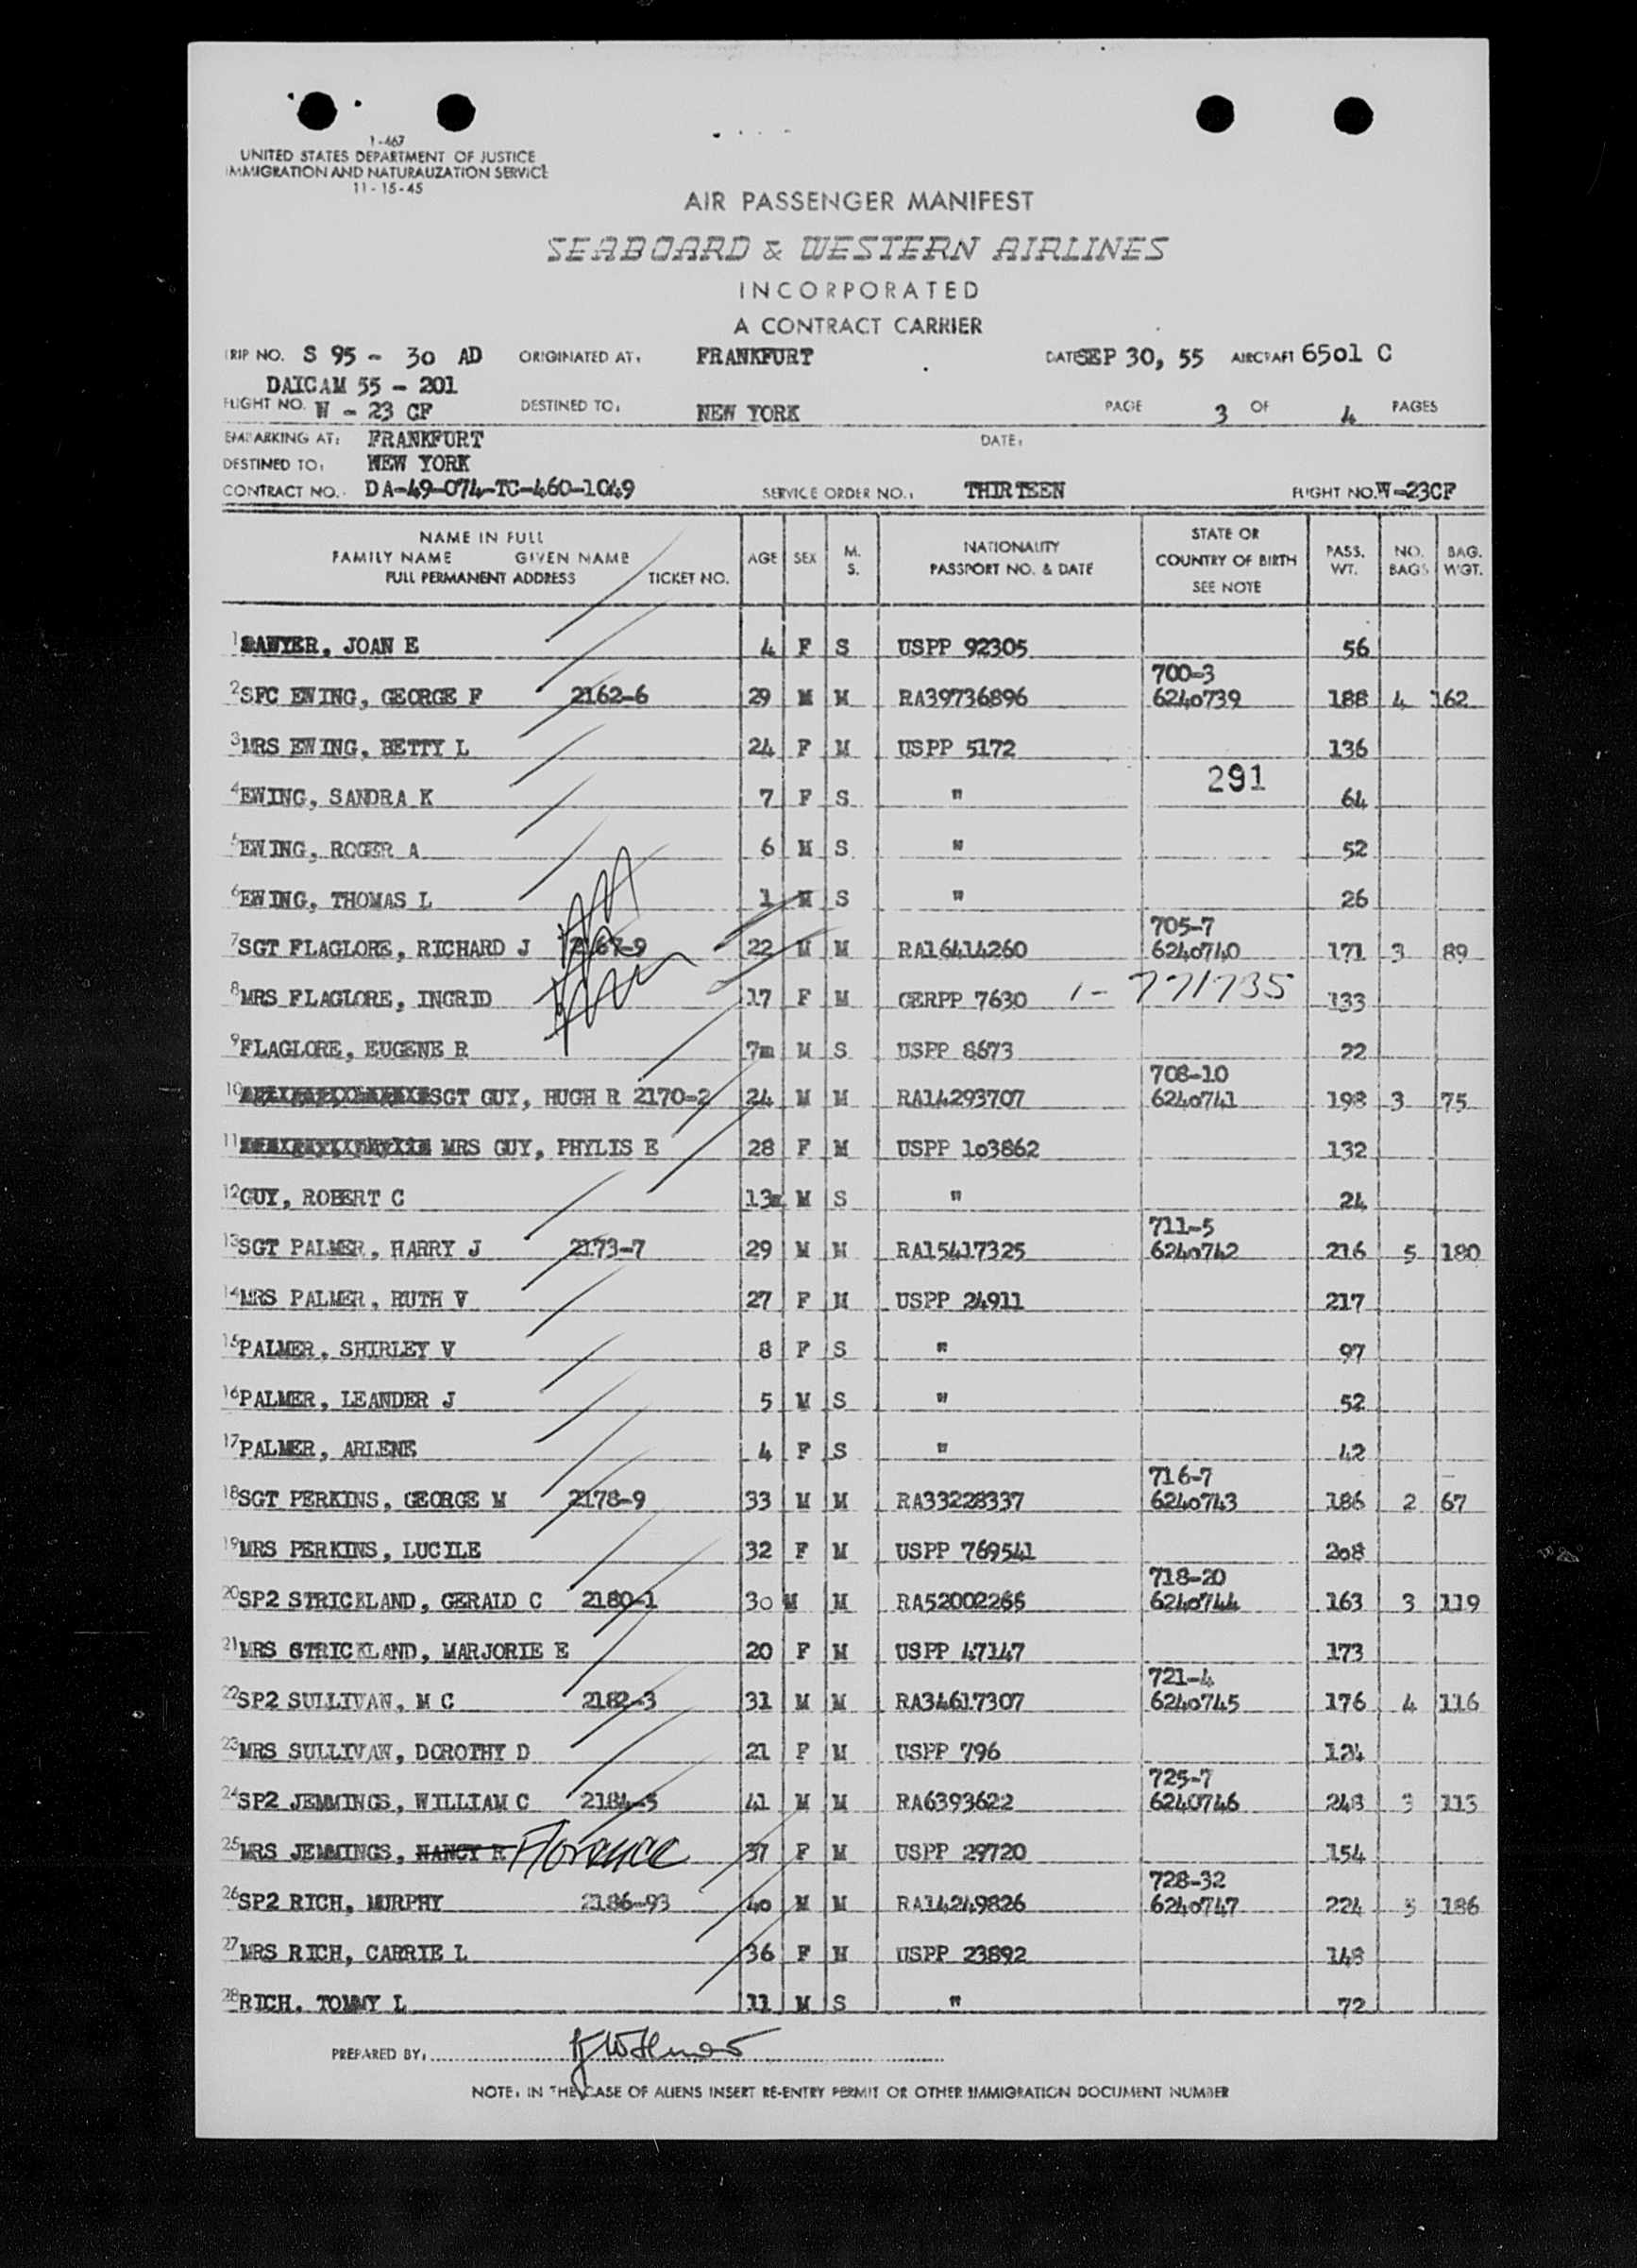 1-467
UNITED STATES DEPARTMENT OF JUSTICE
IMMIGRATION AND NATURALIZATION SERVICE
11-15-45
AIR PASSENGER MANIFEST
SEABOARD & WESTERN AIRLINES
INCORPORATED
A CONTRACT CARRIER
TRIP NO. S 95 - 30 AD ORIGINATED AT: FRANKFURT DATE SEP 30, 55 AIRCRAFT 6501 C
DAICAM 55 - 201
FLIGHT NO. W - 23 CF DESTINED TO: NEW YORK PAGE 3 OF 4 PAGES
EMBARKING AT: FRANKFURT DATE:
DESTINED TO: NEW YORK
CONTRACT NO. DA-49-074-TC-460-1049 SERVICE ORDER NO.: THIRTEEN FLIGHT NO. W-23CF
NAME IN FULL
FAMILY NAME GIVEN NAME
FULL PERMANENT ADDRESS TICKET NO. AGE SEX M. S. NATIONALITY PASSPORT NO. & DATE STATE OR COUNTRY OF BIRTH SEE NOTE PASS. WT. NO. BAGS BAG. WGT.
1 SAWYER, JOAN E 4 F S USPP 92305 56
700-3
2 SFC EWING, GEORGE F 2162-6 29 M M RA39736896 6240739 188 4 162
3 MRS EWING, BETTY L 24 F M USPP 5172 136
291
4 EWING, SANDRA K 7 F S " 64
5 EWING, ROGER A 6 M S " 52
6 EWING, THOMAS L 1 M S " 26
705-7
7 SGT FLAGLORE, RICHARD J 2167-9 22 M M RA16414260 6240740 171 3 89
8 MRS FLAGLORE, INGRID 17 F M GERPP 7630 1- 771735 133
9 FLAGLORE, EUGENE R 7m M S USPP 8673 22
708-10
10 SGT GUY, HUGH R 2170-2 24 M M RA14293707 6240741 198 3 75
11 MRS GUY, PHYLIS E 28 F M USPP 103862 132
12 GUY, ROBERT C 13m M S " 24
711-5
13 SGT PALMER, HARRY J 2173-7 29 M M RA15417325 6240742 216 5 180
14 MRS PALMER, RUTH V 27 F M USPP 24911 217
15 PALMER, SHIRLEY V 8 F S " 97
16 PALMER, LEANDER J 5 M S " 52
17 PALMER, ARLENE 4 F S " 42
716-7
18 SGT PERKINS, GEORGE M 2178-9 33 M M RA33228337 6240743 186 2 67
19 MRS PERKINS, LUCILE 32 F M USPP 769541 208
718-20
20 SP2 STRICKLAND, GERALD C 2180-1 30 M M RA52002266 6240744 163 3 119
21 MRS STRICKLAND, MARJORIE E 20 F M USPP 47147 173
721-4
22 SP2 SULLIVAN, M C 2182-3 31 M M RA34617307 6240745 176 4 116
23 MRS SULLIVAN, DOROTHY D 21 F M USPP 796 124
725-7
24 SP2 JEMMINGS, WILLIAM C 2184-5 41 M M RA6393622 6240746 248 3 113
25 MRS JEMMINGS, NANCY R Florence 37 F M USPP 29720 154
728-32
26 SP2 RICH, MURPHY 2186-93 40 M M RA14249826 6240747 224 5 186
27 MRS RICH, CARRIE L 36 F M USPP 23892 148
28 RICH, TOMMY L 11 M S " 72
PREPARED BY:
NOTE: IN THE CASE OF ALIENS INSERT RE-ENTRY PERMIT OR OTHER IMMIGRATION DOCUMENT NUMBER